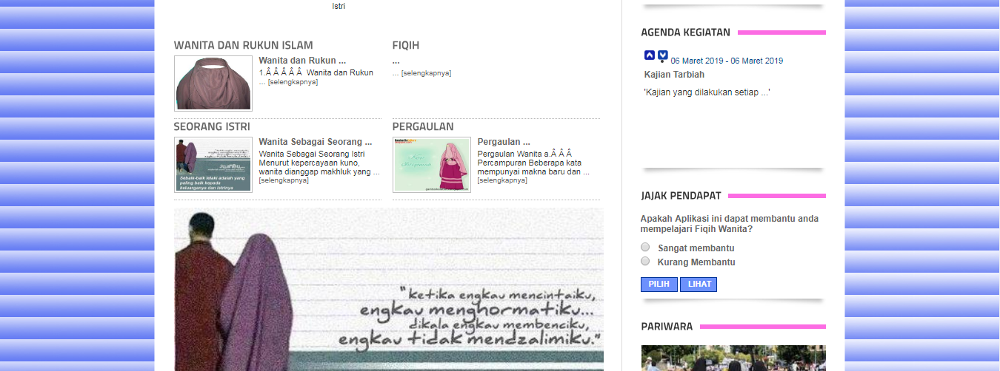 Istri
WANITA DAN RUKUN ISLAM
Wanita dan Rukun ...
1.Â Â Â Â Â  Wanita dan Rukun
... [selengkapnya]
FIQIH
...
... [selengkapnya]
SEORANG ISTRI
Sebaik-baik lelaki adalah yang
paling baik kepada
keluarganya dan istrinya
Wanita Sebagai Seorang ...
Wanita Sebagai Seorang Istri
Menurut kepercayaan kuno,
wanita dianggap makhluk yang ...
[selengkapnya]
PERGAULAN
Pergaulan ...
Pergaulan Wanita a.Â Â Â
Percampuran Beberapa kata
mempunyai makna baru dan ...
[selengkapnya]
"ketika engkau mencintaiku,
engkau menghormatiku...
dikala engkau membenciku,
engkau tidak mendzalimiku."
AGENDA KEGIATAN
06 Maret 2019 - 06 Maret 2019
Kajian Tarbiah
'Kajian yang dilakukan setiap ...'
JAJAK PENDAPAT
Apakah Aplikasi ini dapat membantu anda
mempelajari Fiqih Wanita?
Sangat membantu
Kurang Membantu
PILIH LIHAT
PARIWARA